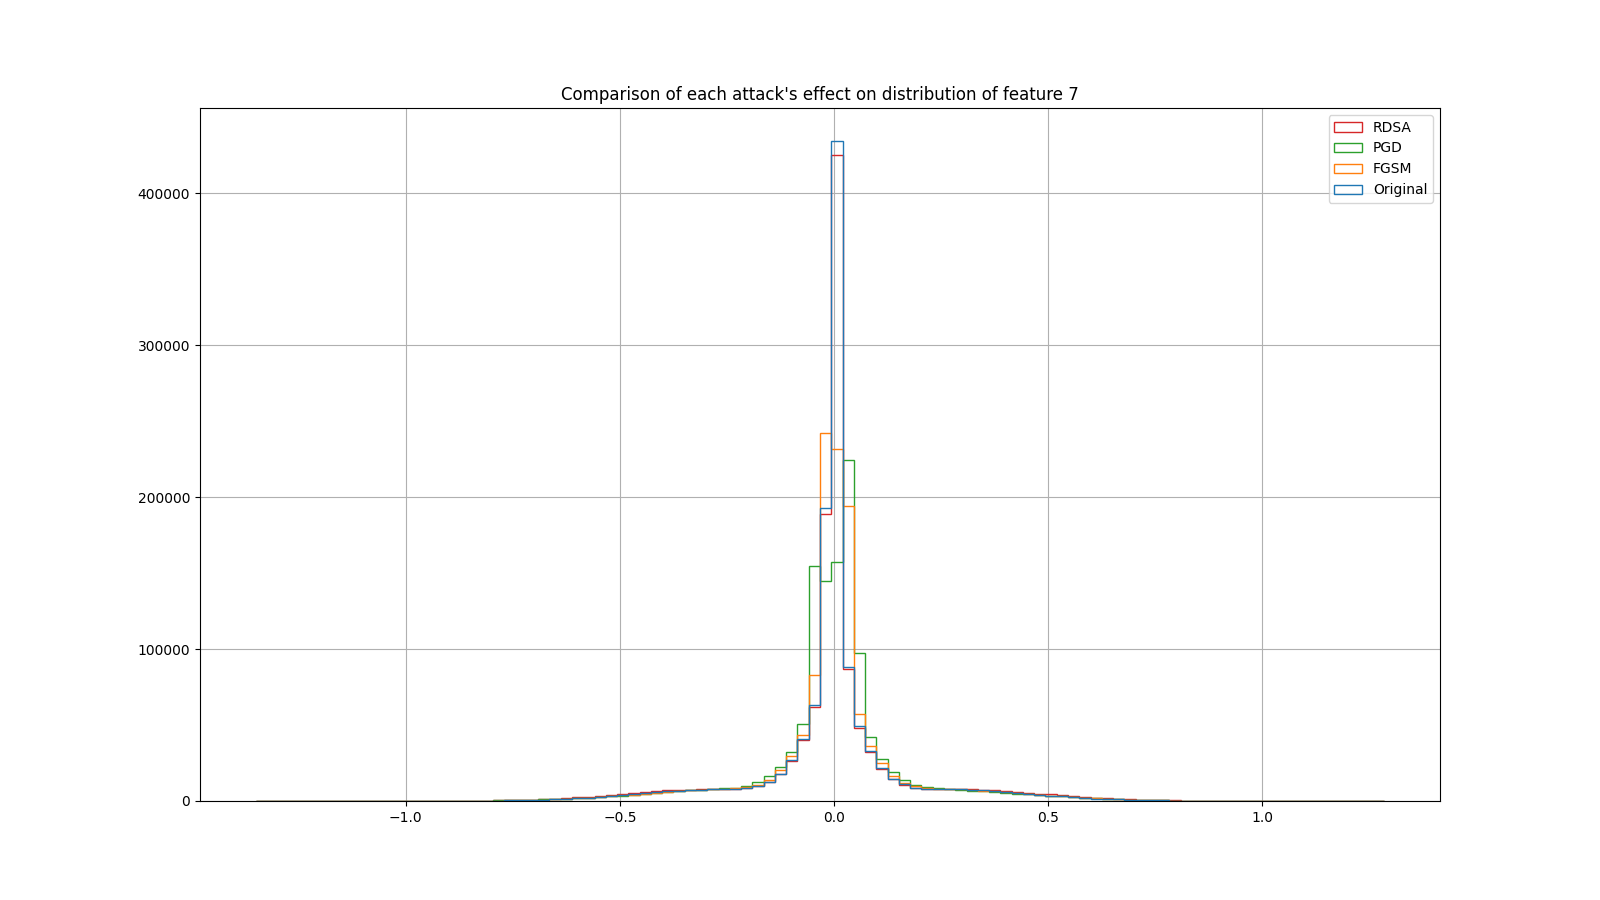 Comparison of each attack's effect on distribution of feature 7
RDSA
PGD
FGSM
Original
400000
300000
200000
100000
0
−1.0 −0.5 0.0 0.5 1.0